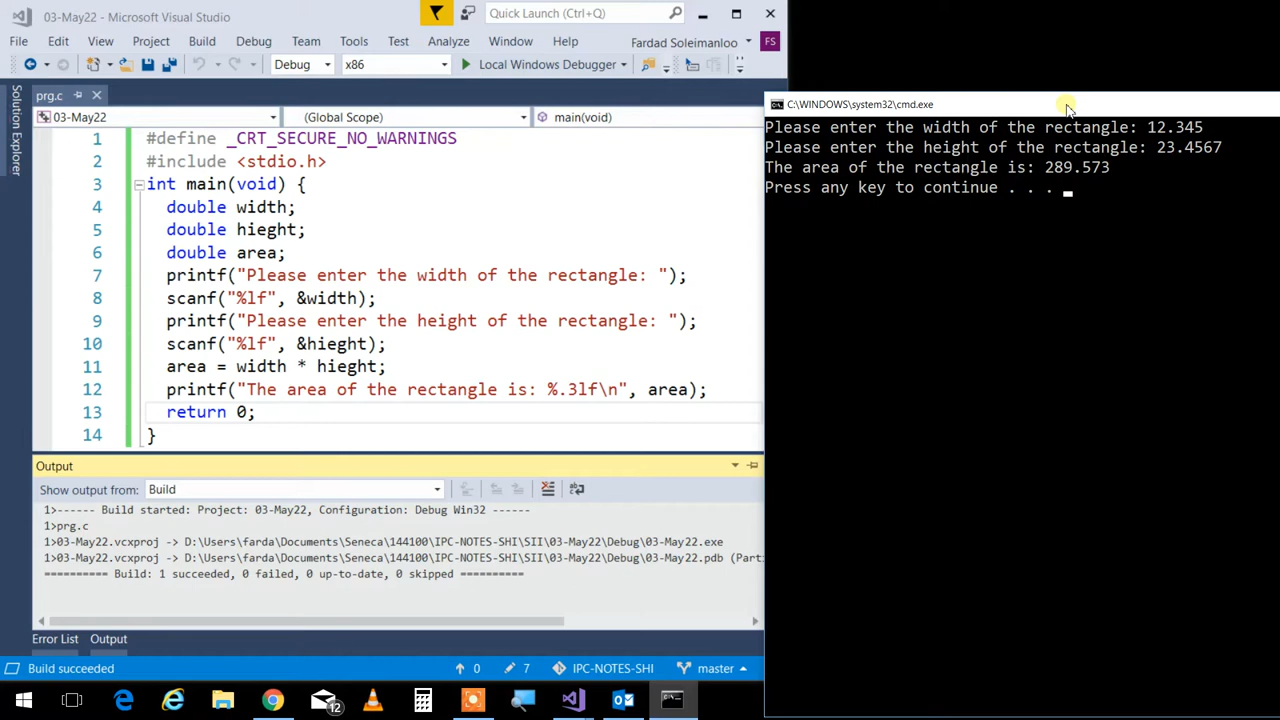 03-May22 - Microsoft Visual Studio
Quick Launch (Ctrl+Q)
File Edit View Project Build Debug Team Tools Test Analyze Window Help Fardad Soleimanloo FS
Debug x86 Local Windows Debugger
Solution Explorer
prg.c
03-May22 (Global Scope) main(void)
1 #define _CRT_SECURE_NO_WARNINGS
2 #include <stdio.h>
3 int main(void) {
4 double width;
5 double hieght;
6 double area;
7 printf("Please enter the width of the rectangle: ");
8 scanf("%lf", &width);
9 printf("Please enter the height of the rectangle: ");
10 scanf("%lf", &hieght);
11 area = width * hieght;
12 printf("The area of the rectangle is: %.3lf\n", area);
13 return 0;
14 }
Output
Show output from: Build
1>------ Build started: Project: 03-May22, Configuration: Debug Win32 ------
1>prg.c
1>03-May22.vcxproj -> D:\Users\farda\Documents\Seneca\144100\IPC-NOTES-SHI\SII\03-May22\Debug\03-May22.exe
1>03-May22.vcxproj -> D:\Users\farda\Documents\Seneca\144100\IPC-NOTES-SHI\SII\03-May22\Debug\03-May22.pdb (Parti
========== Build: 1 succeeded, 0 failed, 0 up-to-date, 0 skipped ==========
Error List Output
Build succeeded 0 7 IPC-NOTES-SHI master
12
C:\WINDOWS\system32\cmd.exe
Please enter the width of the rectangle: 12.345
Please enter the height of the rectangle: 23.4567
The area of the rectangle is: 289.573
Press any key to continue . . .